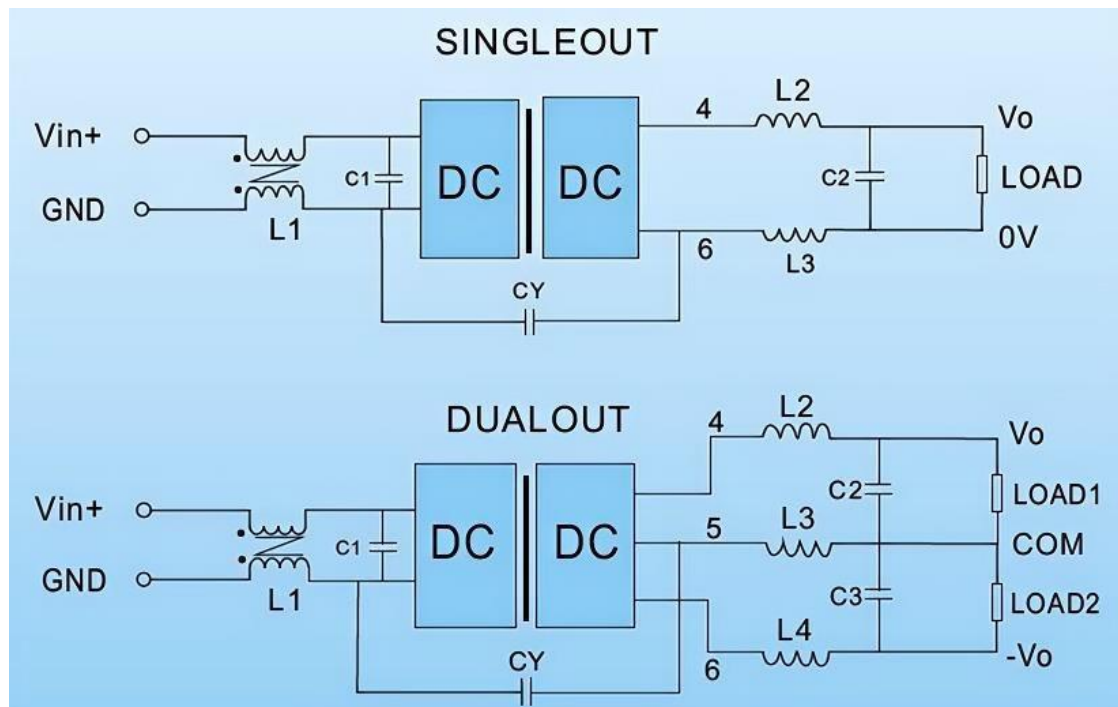 SINGLEOUT
Vin+
GND
L1
C1
DC
DC
CY
4
6
L2
L3
C2
Vo
LOAD
0V
DUALOUT
Vin+
GND
L1
C1
DC
DC
CY
4
5
6
L2
L3
L4
C2
C3
Vo
LOAD1
COM
LOAD2
-Vo